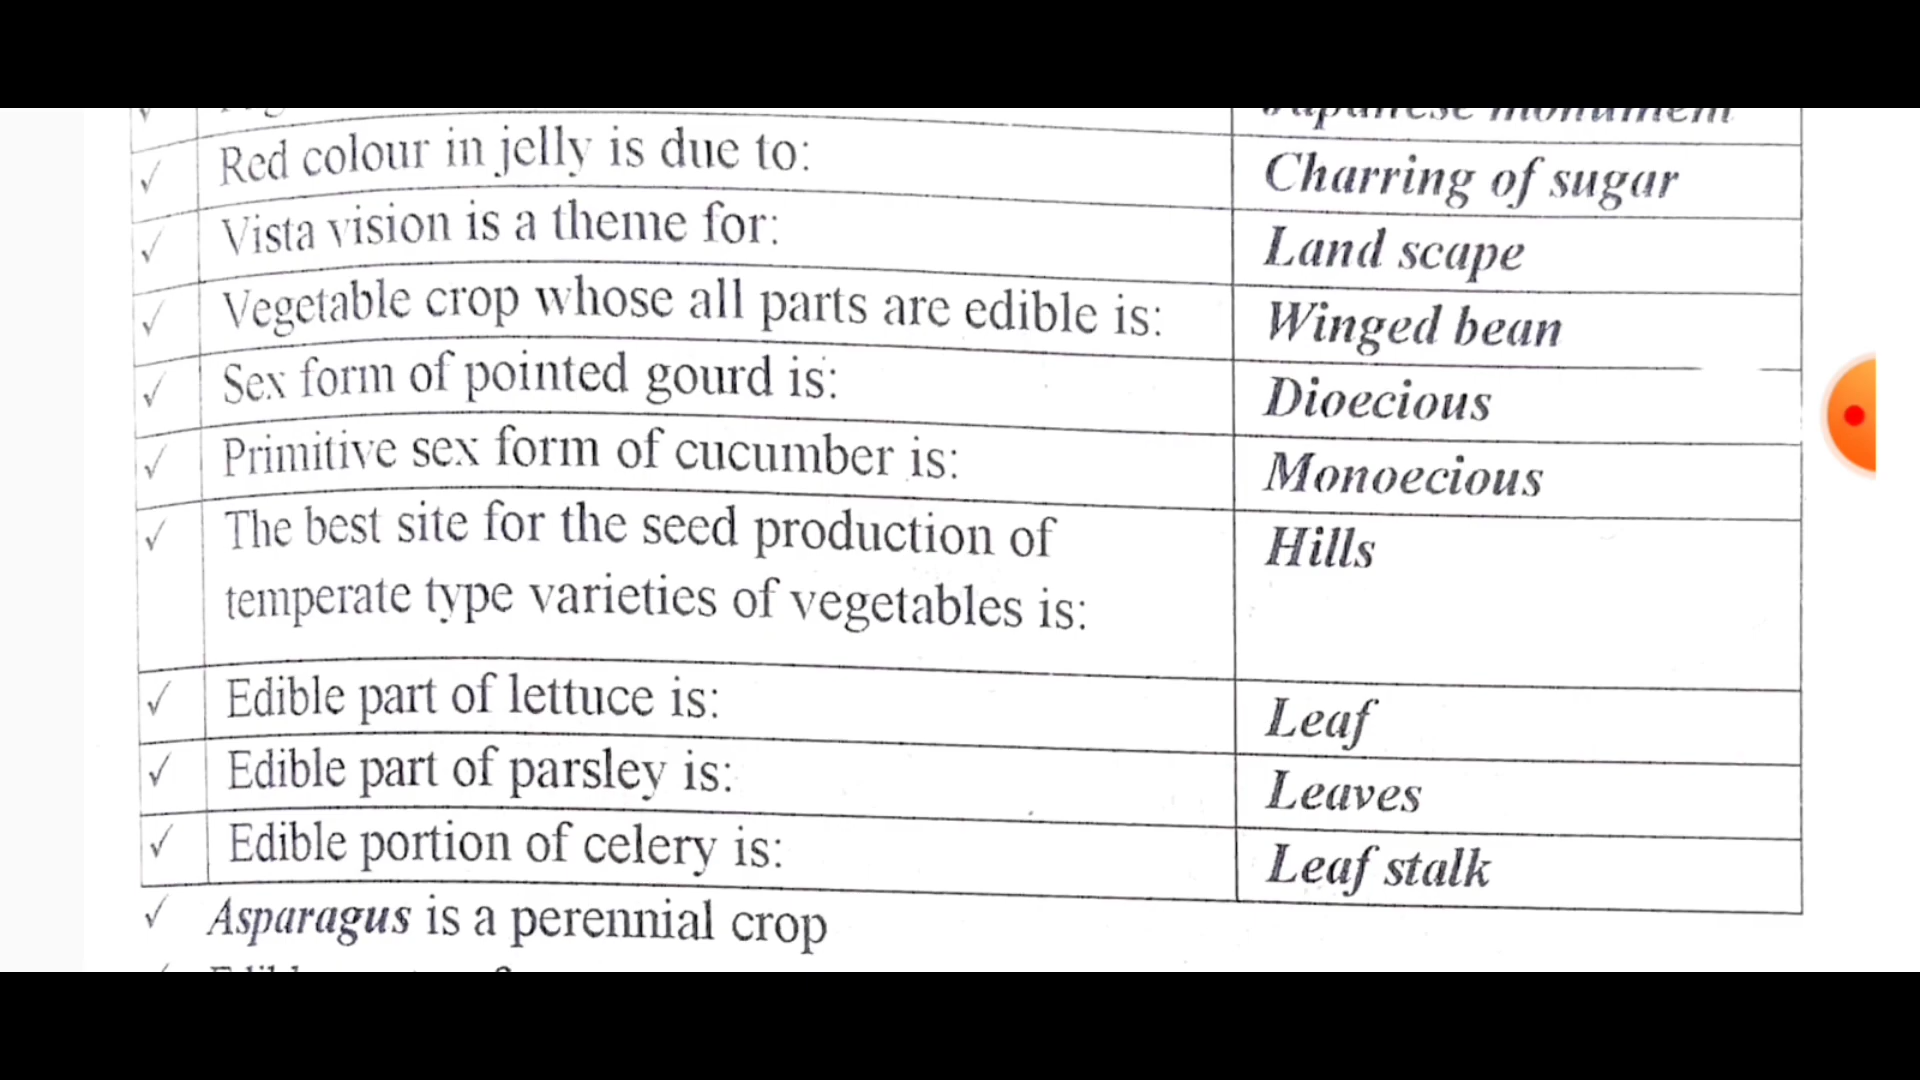 Japanese monument
Red colour in jelly is due to: Charring of sugar
Vista vision is a theme for: Land scape
Vegetable crop whose all parts are edible is: Winged bean
Sex form of pointed gourd is: Dioecious
Primitive sex form of cucumber is: Monoecious
The best site for the seed production of Hills
temperate type varieties of vegetables is:
Edible part of lettuce is: Leaf
Edible part of parsley is: Leaves
Edible portion of celery is: Leaf stalk
✓ Asparagus is a perennial crop